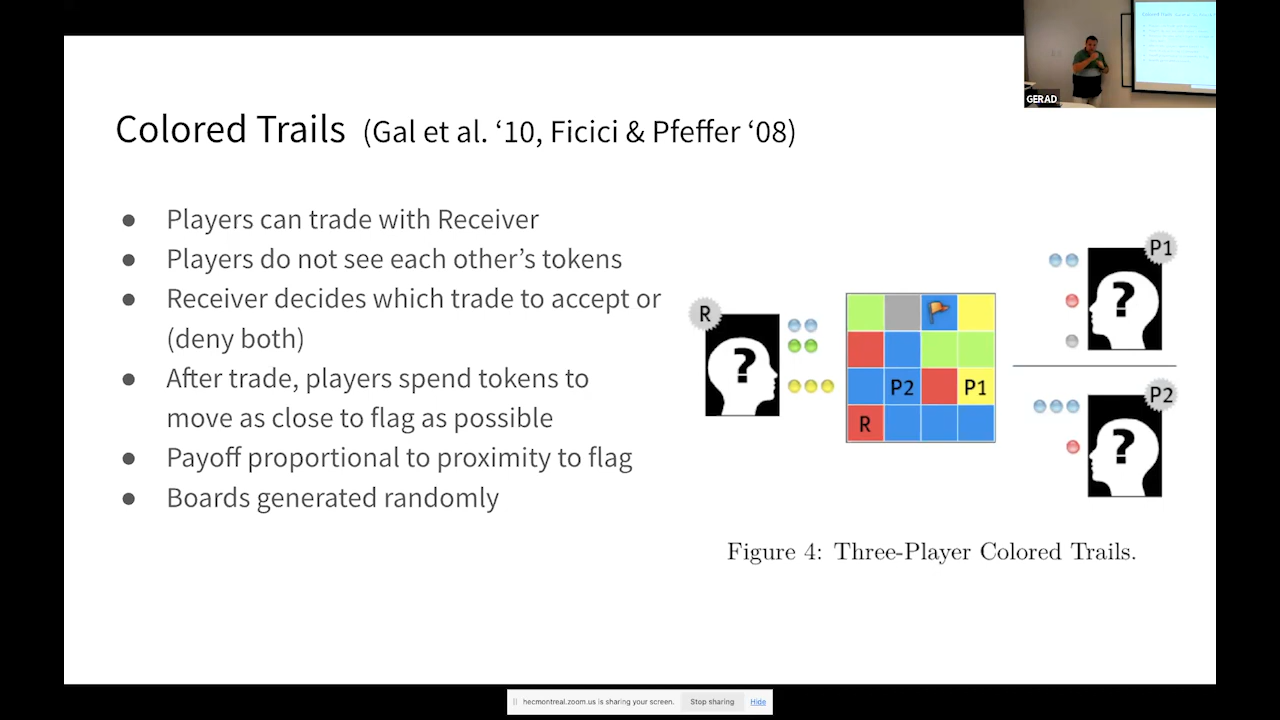 GERAD
Colored Trails (Gal et al. ‘10, Ficici & Pfeffer ‘08)
● Players can trade with Receiver
● Players do not see each other’s tokens
● Receiver decides which trade to accept or
(deny both)
● After trade, players spend tokens to
move as close to flag as possible
● Payoff proportional to proximity to flag
● Boards generated randomly
R
?
P2
P1
R
P1
?
P2
?
Figure 4: Three-Player Colored Trails.
hecmontreal.zoom.us is sharing your screen. Stop sharing Hide